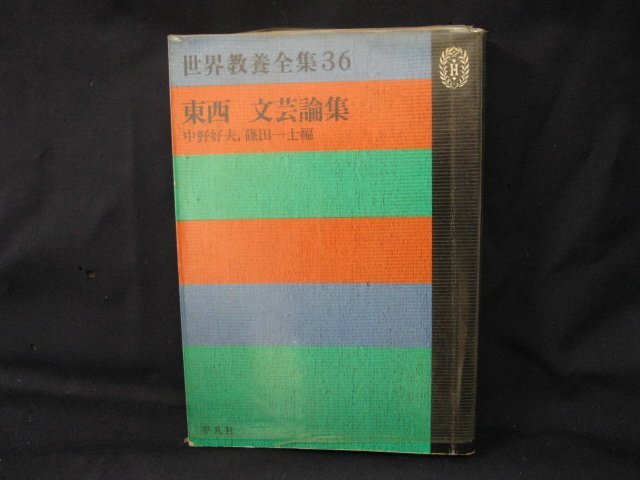 世界教養全集36
東西 文芸論集
中野好夫,篠田一士編
平凡社
H